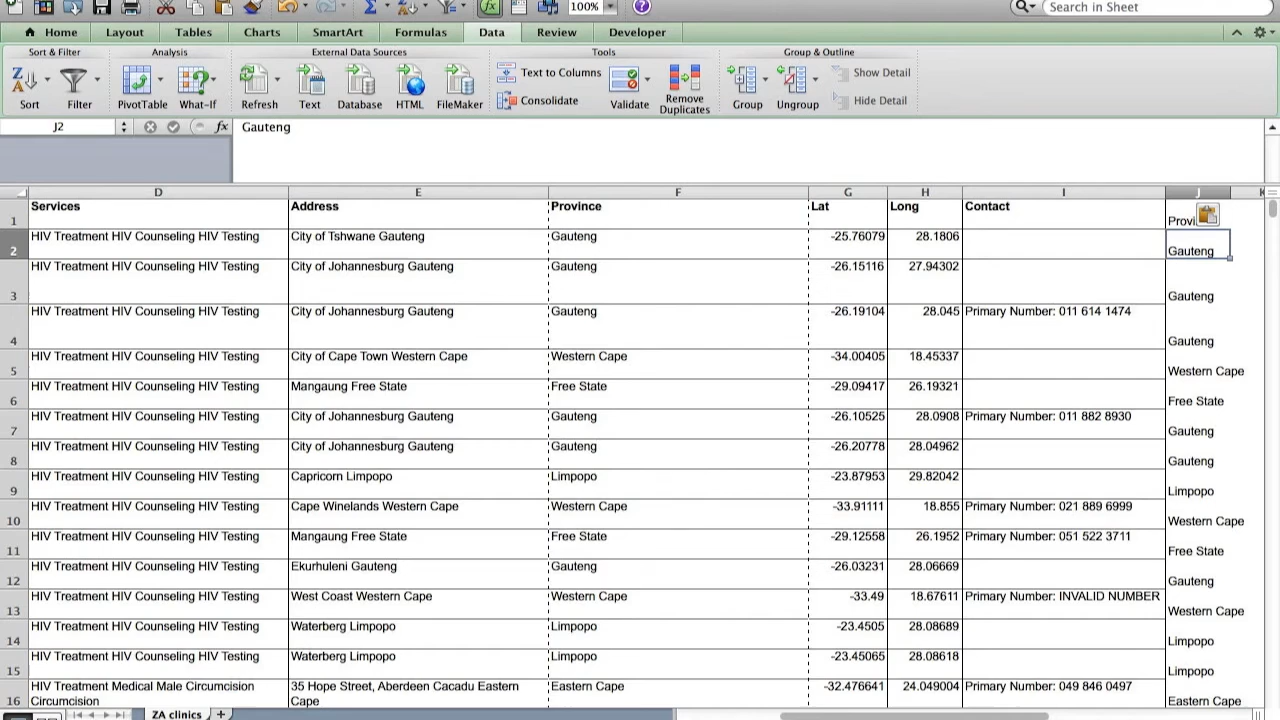 100%
Search in Sheet
Home Layout Tables Charts SmartArt Formulas Data Review Developer
Sort & Filter Analysis External Data Sources Tools Group & Outline
Text to Columns
Show Detail
Consolidate
Hide Detail
Sort Filter PivotTable What-If Refresh Text Database HTML FileMaker Validate Remove Duplicates Group Ungroup
J2 fx Gauteng
D E F G H I J K
1 Services Address Province Lat Long Contact Provi
2 HIV Treatment HIV Counseling HIV Testing City of Tshwane Gauteng Gauteng -25.76079 28.1806 Gauteng
3 HIV Treatment HIV Counseling HIV Testing City of Johannesburg Gauteng Gauteng -26.15116 27.94302 Gauteng
4 HIV Treatment HIV Counseling HIV Testing City of Johannesburg Gauteng Gauteng -26.19104 28.045 Primary Number: 011 614 1474 Gauteng
5 HIV Treatment HIV Counseling HIV Testing City of Cape Town Western Cape Western Cape -34.00405 18.45337 Western Cape
6 HIV Treatment HIV Counseling HIV Testing Mangaung Free State Free State -29.09417 26.19321 Free State
7 HIV Treatment HIV Counseling HIV Testing City of Johannesburg Gauteng Gauteng -26.10525 28.0908 Primary Number: 011 882 8930 Gauteng
8 HIV Treatment HIV Counseling HIV Testing City of Johannesburg Gauteng Gauteng -26.20778 28.04962 Gauteng
9 HIV Treatment HIV Counseling HIV Testing Capricorn Limpopo Limpopo -23.87953 29.82042 Limpopo
10 HIV Treatment HIV Counseling HIV Testing Cape Winelands Western Cape Western Cape -33.91111 18.855 Primary Number: 021 889 6999 Western Cape
11 HIV Treatment HIV Counseling HIV Testing Mangaung Free State Free State -29.12558 26.1952 Primary Number: 051 522 3711 Free State
12 HIV Treatment HIV Counseling HIV Testing Ekurhuleni Gauteng Gauteng -26.03231 28.06669 Gauteng
13 HIV Treatment HIV Counseling HIV Testing West Coast Western Cape Western Cape -33.49 18.67611 Primary Number: INVALID NUMBER Western Cape
14 HIV Treatment HIV Counseling HIV Testing Waterberg Limpopo Limpopo -23.4505 28.08689 Limpopo
15 HIV Treatment HIV Counseling HIV Testing Waterberg Limpopo Limpopo -23.45065 28.08618 Limpopo
16 HIV Treatment Medical Male Circumcision 35 Hope Street, Aberdeen Cacadu Eastern Eastern Cape -32.476641 24.049004 Primary Number: 049 846 0497 Eastern Cape
Circumcision Cape
ZA clinics